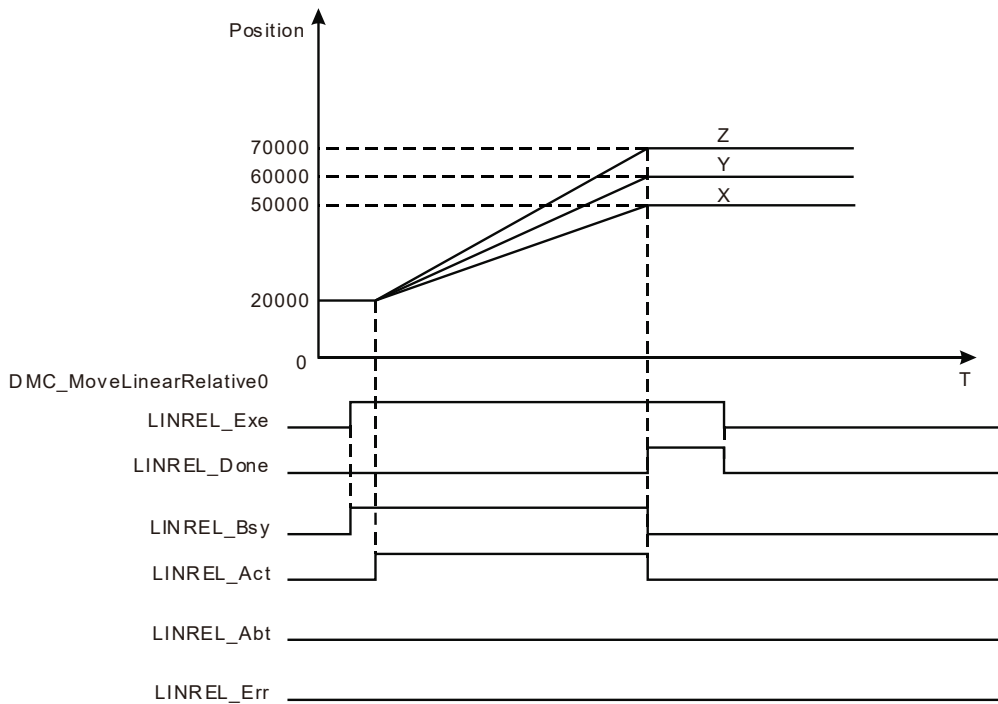 Position
70000
60000
50000
20000
0
Z
Y
X
T
DMC_MoveLinearRelative0
LINREL_Exe
LINREL_Done
LINREL_Bsy
LINREL_Act
LINREL_Abt
LINREL_Err